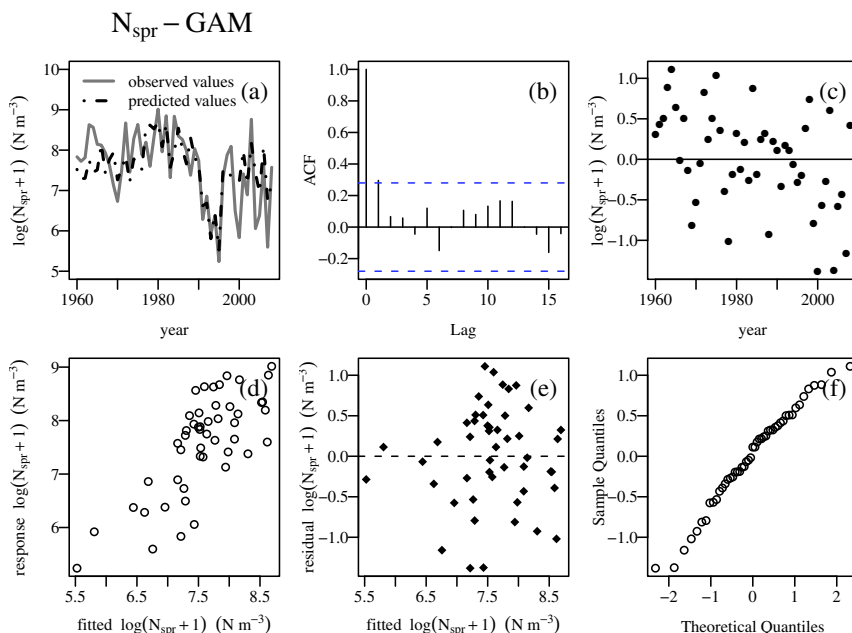 N_spr – GAM
log(N_spr + 1) (N m⁻³)
10
9
8
7
6
5
observed values
predicted values
(a)
1960 1980 2000
year
ACF
1.0
0.8
0.6
0.4
0.2
0.0
−0.2
(b)
0 5 10 15
Lag
log(N_spr + 1) (N m⁻³)
1.0
0.5
0.0
−0.5
−1.0
(c)
1960 1980 2000
year
response log(N_spr + 1) (N m⁻³)
9
8
7
6
(d)
5.5 6.5 7.5 8.5
fitted log(N_spr + 1) (N m⁻³)
residual log(N_spr + 1) (N m⁻³)
1.0
0.5
0.0
−0.5
−1.0
(e)
5.5 6.5 7.5 8.5
fitted log(N_spr + 1) (N m⁻³)
Sample Quantiles
1.0
0.5
0.0
−0.5
−1.0
(f)
−2 −1 0 1 2
Theoretical Quantiles